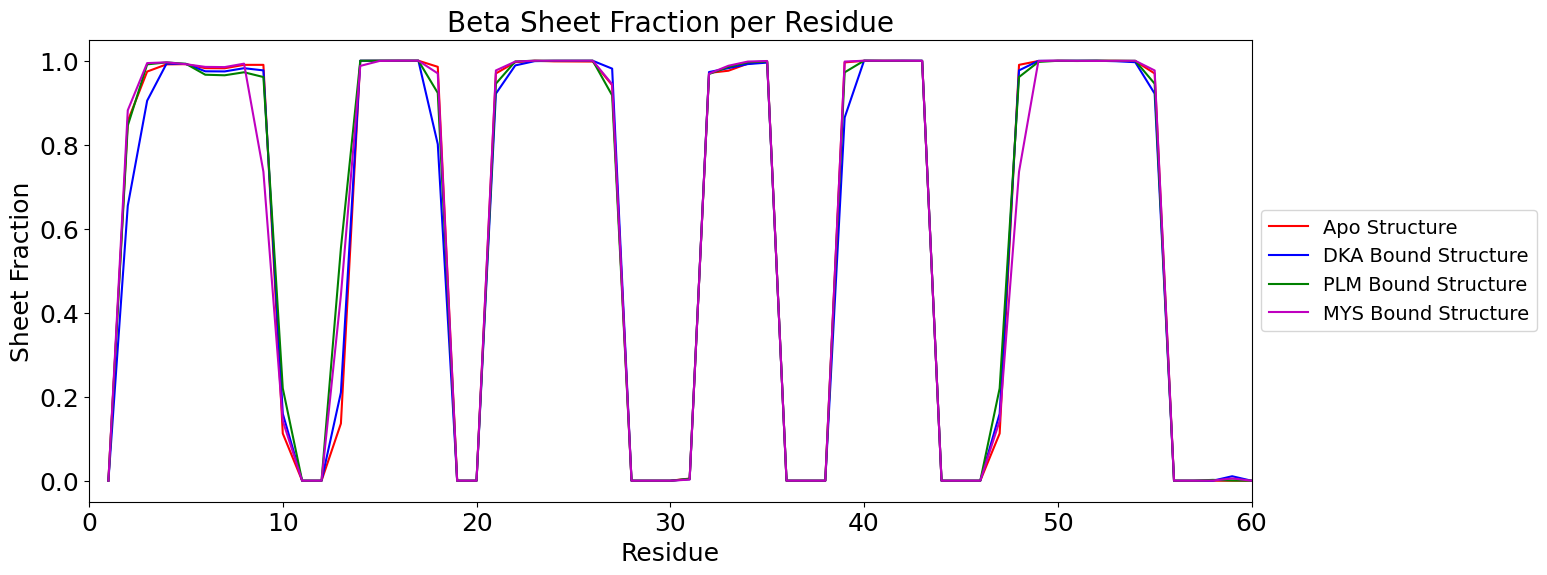 Beta Sheet Fraction per Residue
1.0
0.8
0.6
0.4
0.2
0.0
Sheet Fraction
0 10 20 30 40 50 60
Residue
Apo Structure
DKA Bound Structure
PLM Bound Structure
MYS Bound Structure